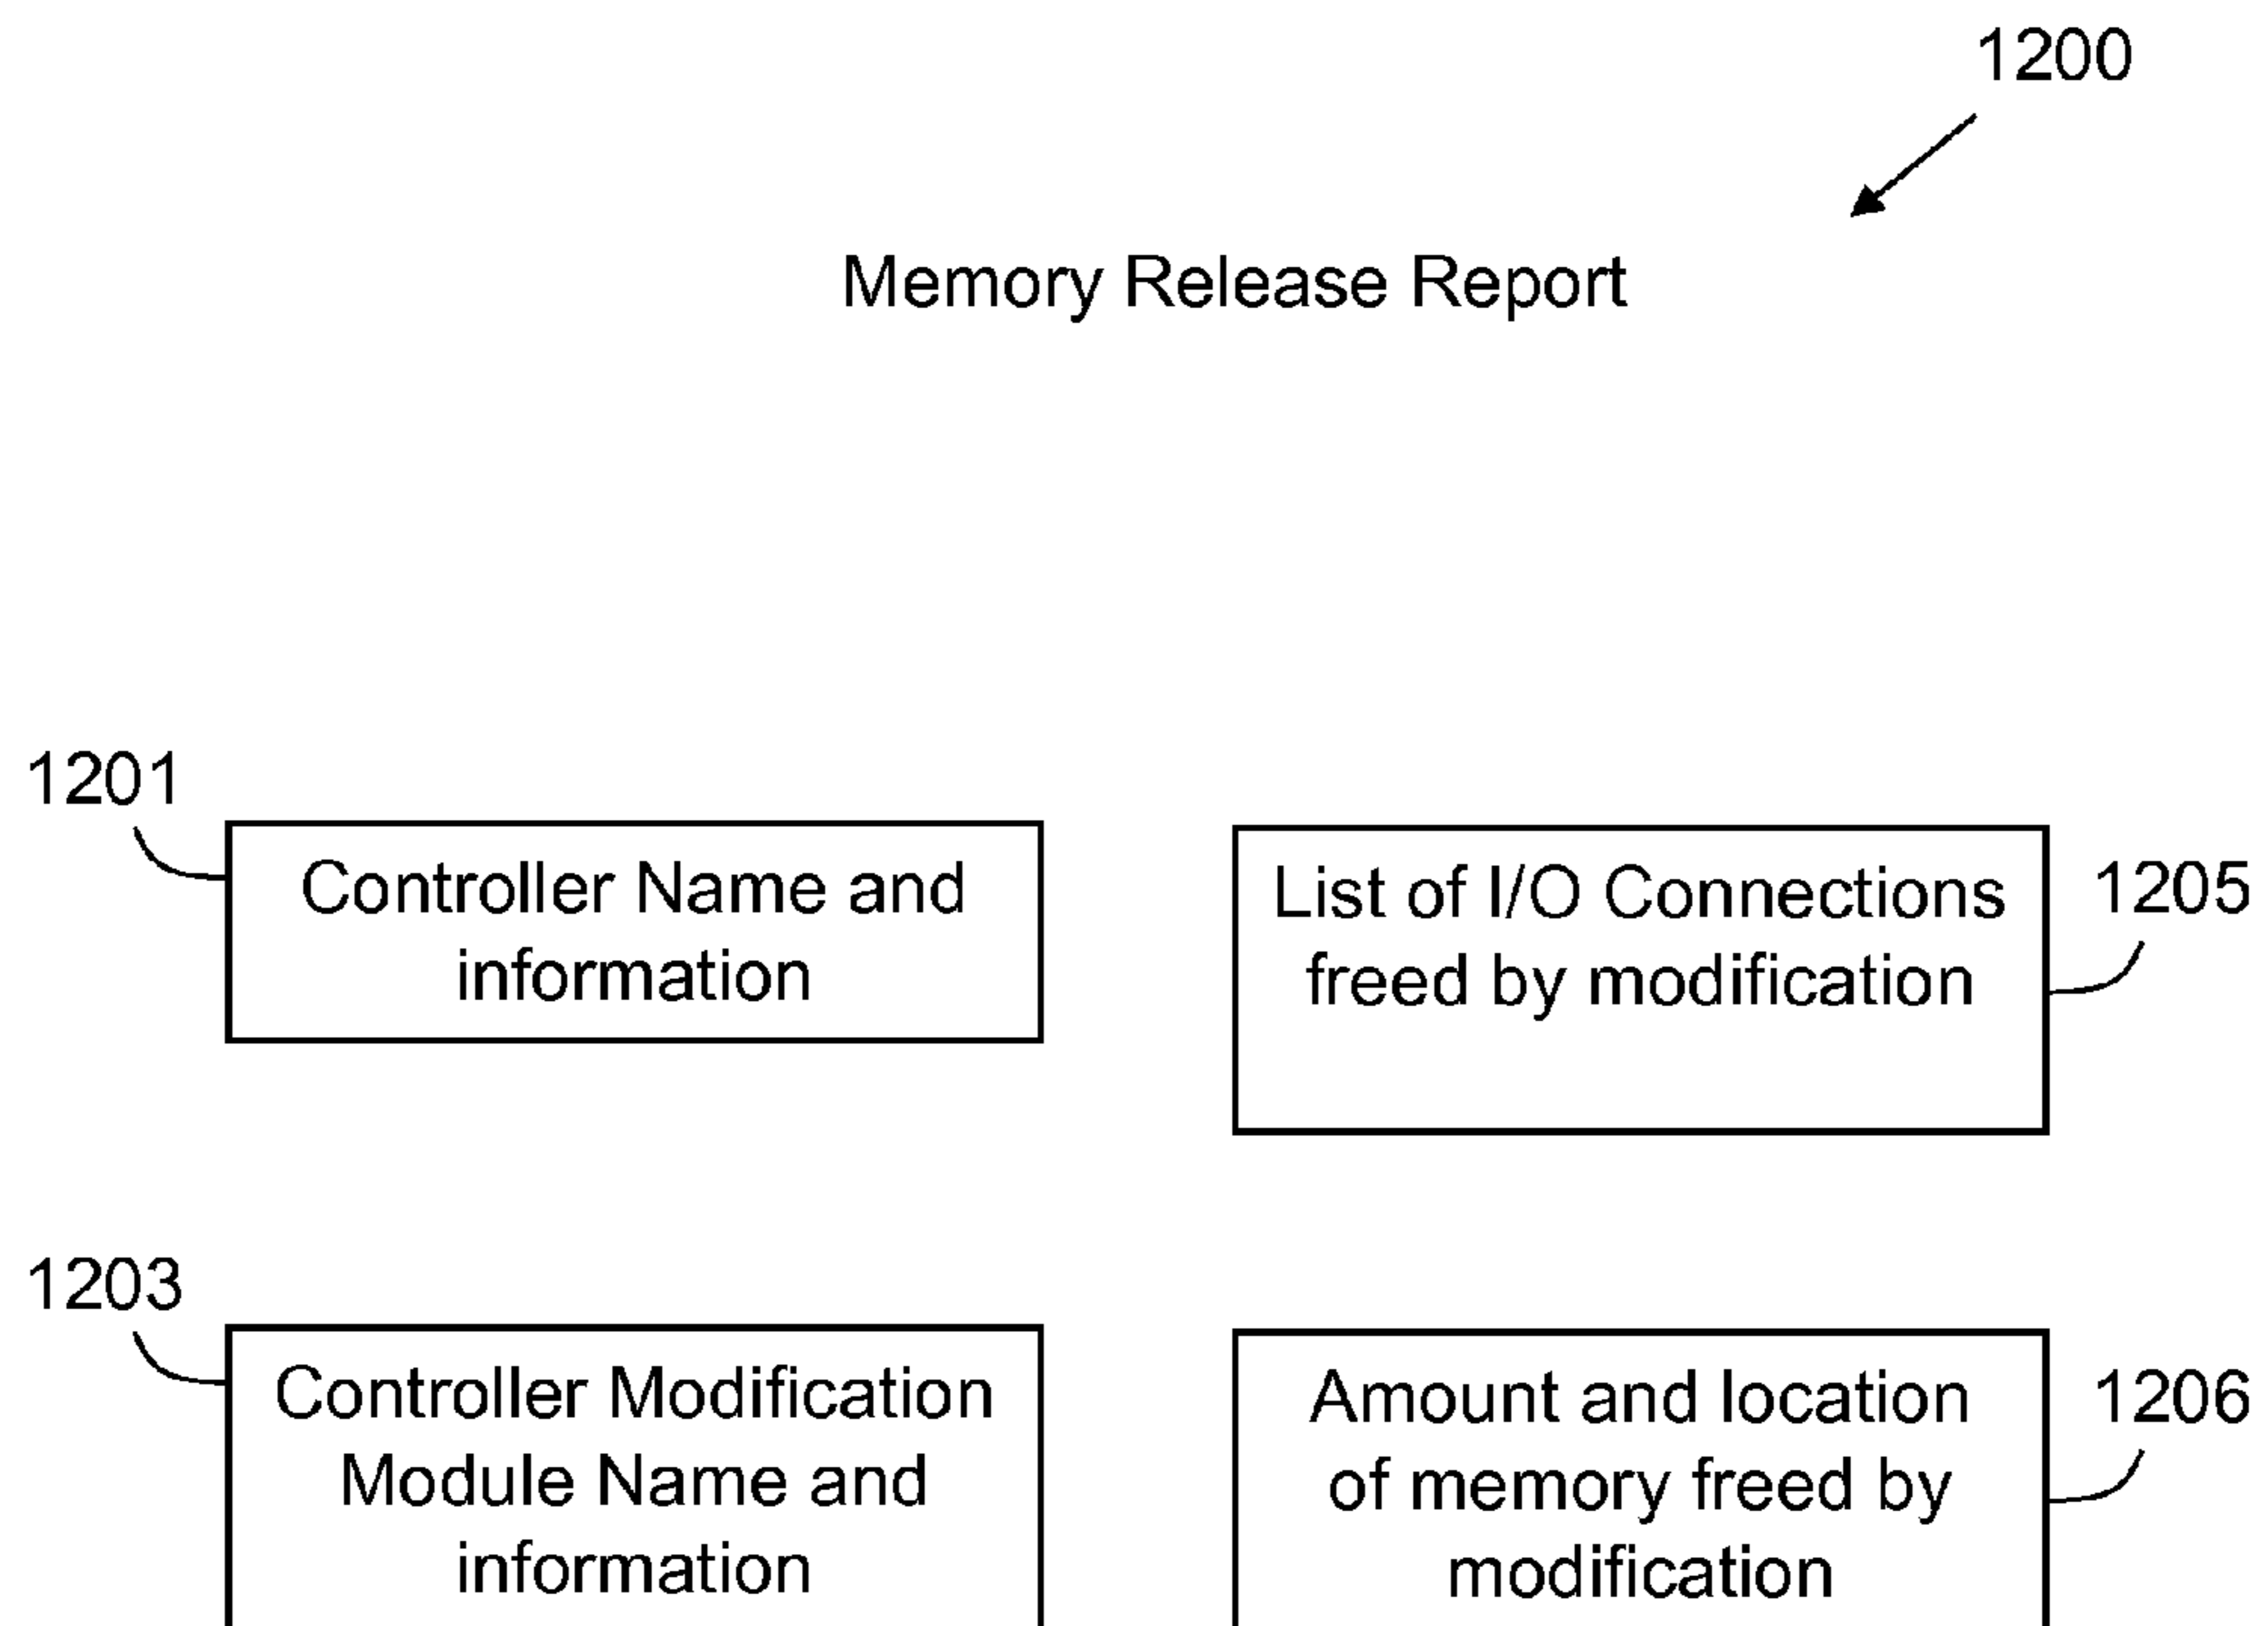 1200
Memory Release Report
1201
Controller Name and
information
List of I/O Connections
freed by modification
1205
1203
Controller Modification
Module Name and
information
Amount and location
of memory freed by
modification
1206